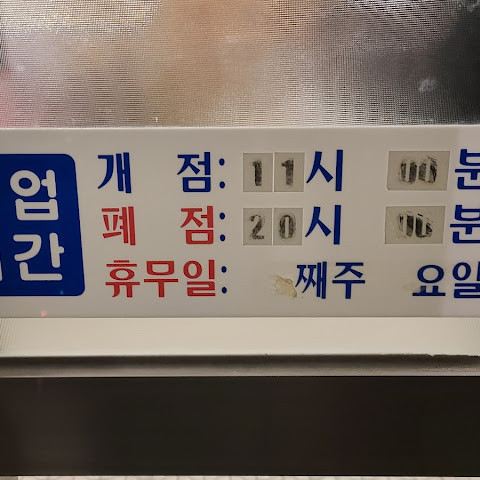 업
간
개 점: 11시 00분
폐 점: 20시 00분
휴무일: 째주 요일